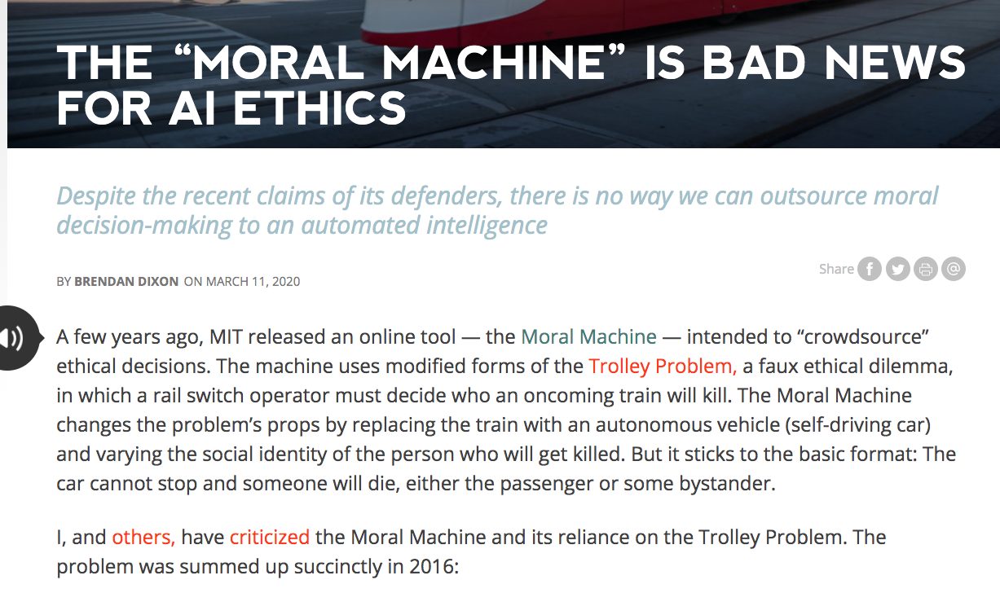 THE “MORAL MACHINE” IS BAD NEWS
FOR AI ETHICS
Despite the recent claims of its defenders, there is no way we can outsource moral
decision-making to an automated intelligence
BY BRENDAN DIXON ON MARCH 11, 2020
Share
A few years ago, MIT released an online tool — the Moral Machine — intended to “crowdsource”
ethical decisions. The machine uses modified forms of the Trolley Problem, a faux ethical dilemma,
in which a rail switch operator must decide who an oncoming train will kill. The Moral Machine
changes the problem’s props by replacing the train with an autonomous vehicle (self-driving car)
and varying the social identity of the person who will get killed. But it sticks to the basic format: The
car cannot stop and someone will die, either the passenger or some bystander.
I, and others, have criticized the Moral Machine and its reliance on the Trolley Problem. The
problem was summed up succinctly in 2016: